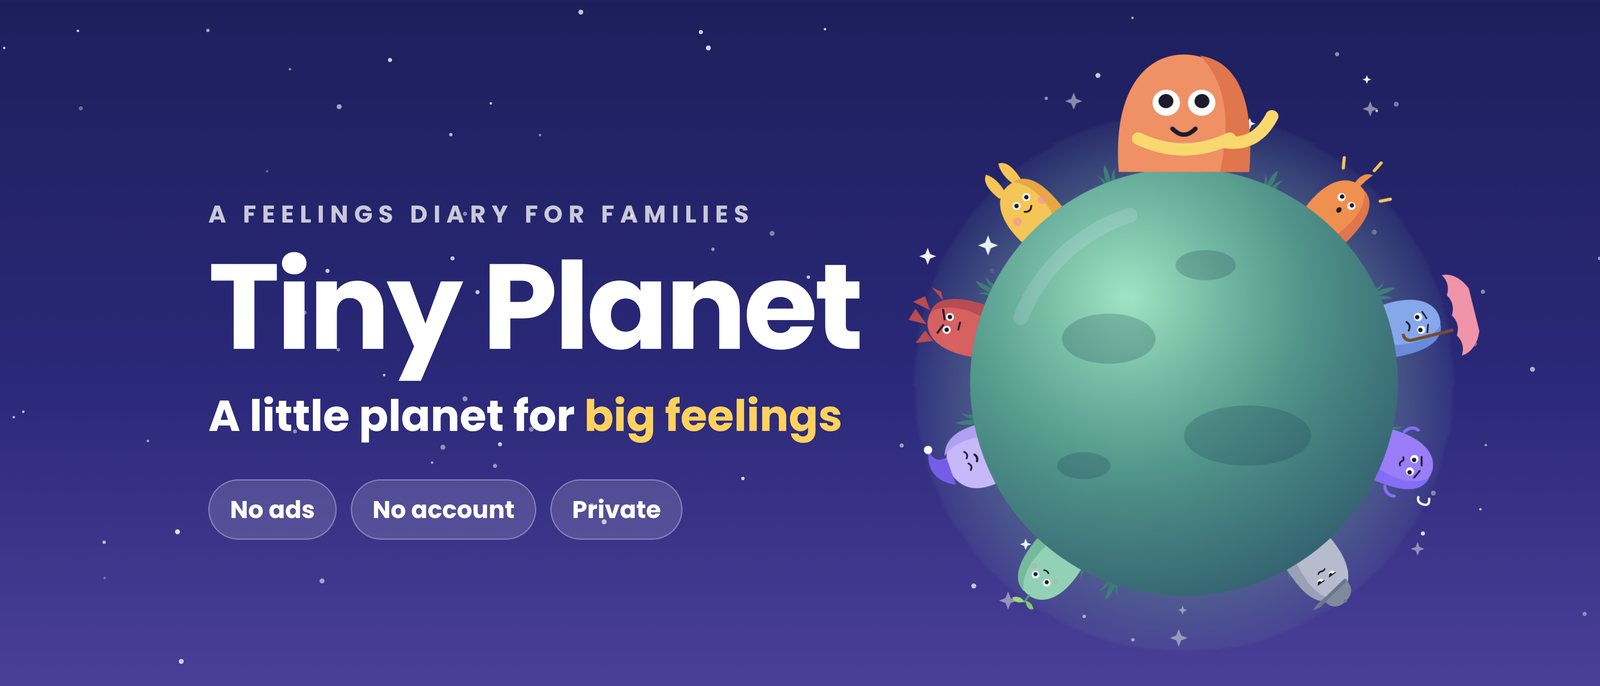 A FEELINGS DIARY FOR FAMILIES
Tiny Planet
A little planet for big feelings
No ads
No account
Private